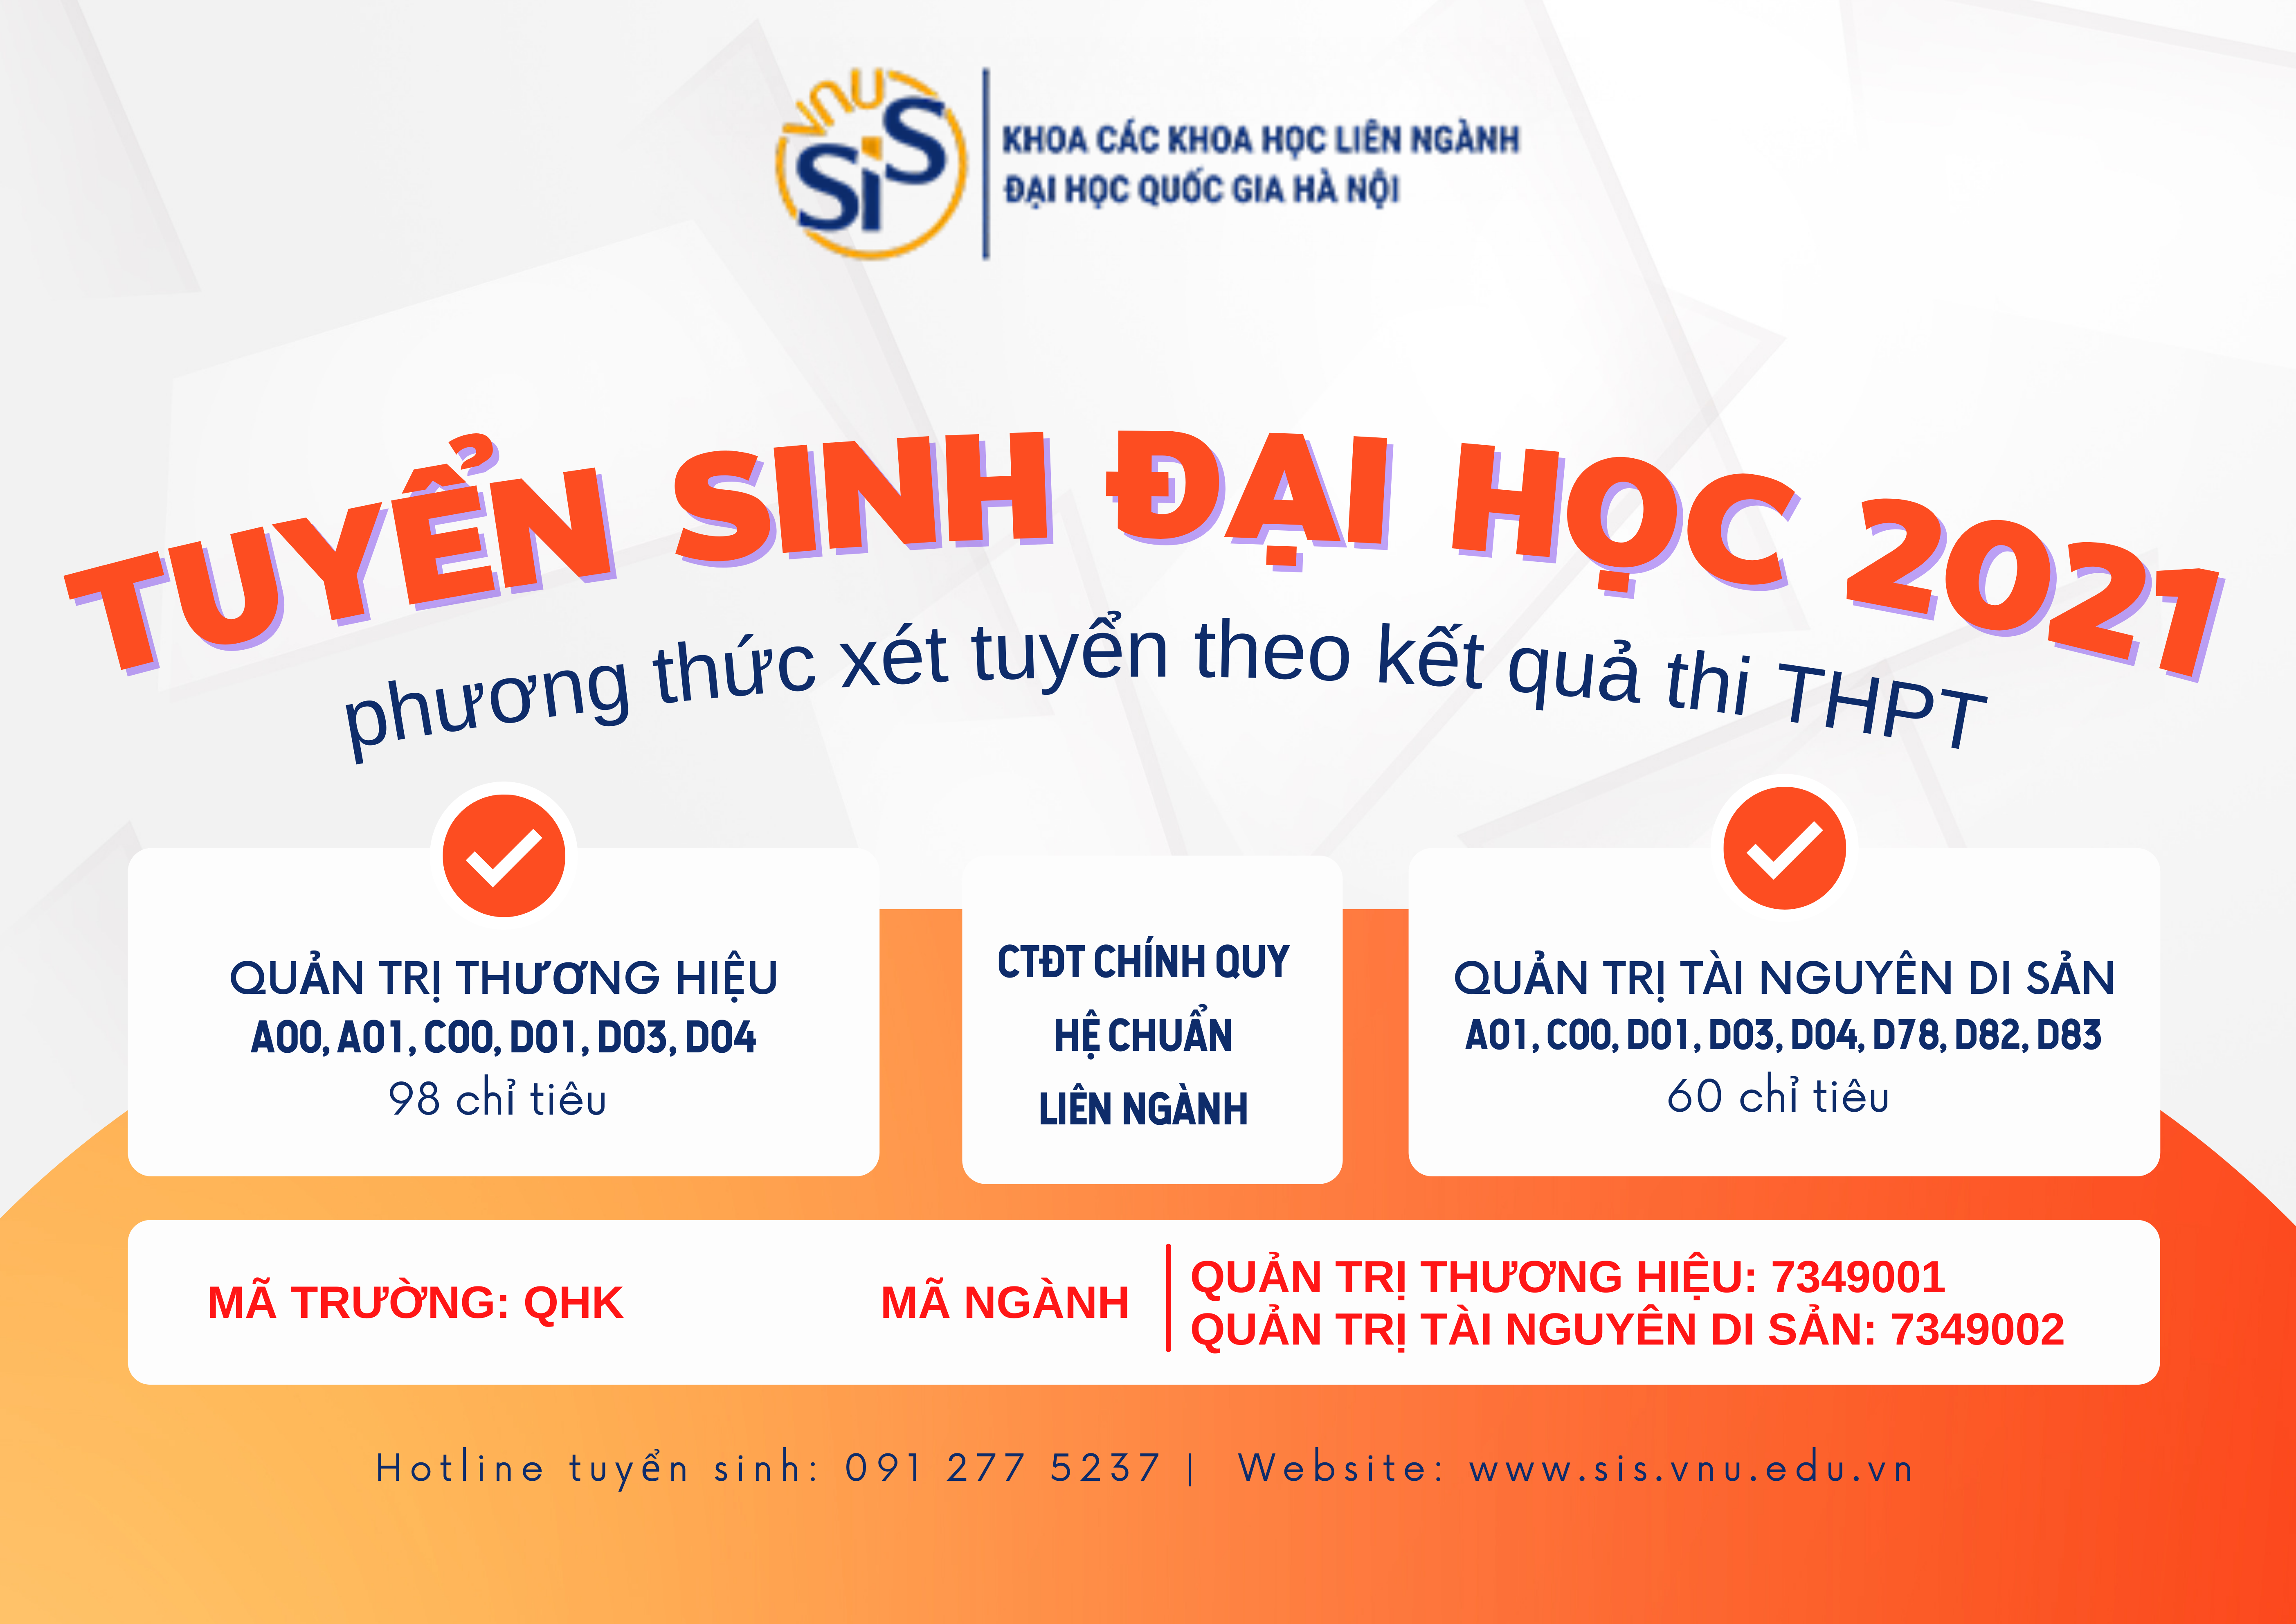 VNU
SiS
KHOA CÁC KHOA HỌC LIÊN NGÀNH
ĐẠI HỌC QUỐC GIA HÀ NỘI
TUYỂN SINH ĐẠI HỌC 2021
phương thức xét tuyển theo kết quả thi THPT
QUẢN TRỊ THƯƠNG HIỆU
A00, A01, C00, D01, D03, D04
98 chỉ tiêu
CTĐT CHÍNH QUY
HỆ CHUẨN
LIÊN NGÀNH
QUẢN TRỊ TÀI NGUYÊN DI SẢN
A01, C00, D01, D03, D04, D78, D82, D83
60 chỉ tiêu
MÃ TRƯỜNG: QHK
MÃ NGÀNH
QUẢN TRỊ THƯƠNG HIỆU: 7349001
QUẢN TRỊ TÀI NGUYÊN DI SẢN: 7349002
Hotline tuyển sinh: 091 277 5237 | Website: www.sis.vnu.edu.vn